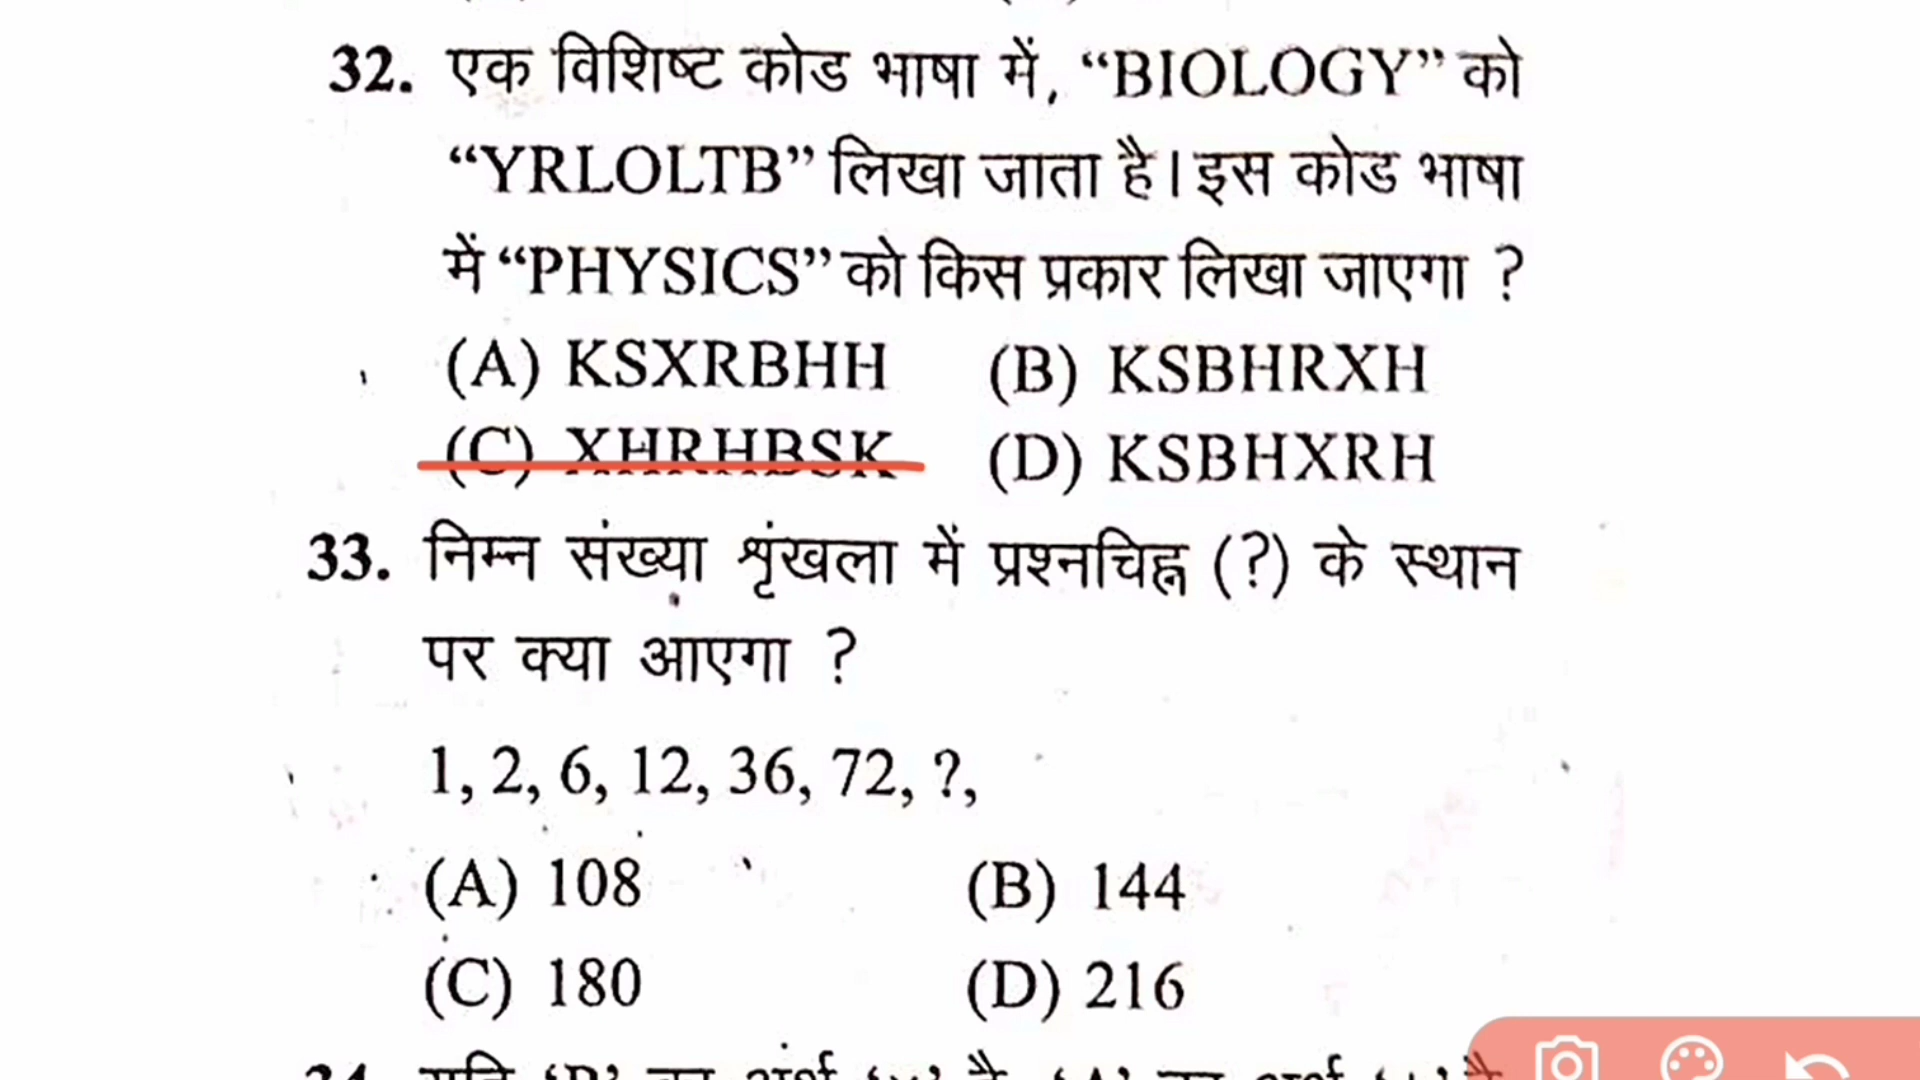 32. एक विशिष्ट कोड भाषा में, “BIOLOGY” को
“YRLOLTB” लिखा जाता है। इस कोड भाषा
में “PHYSICS” को किस प्रकार लिखा जाएगा ?
(A) KSXRBHH (B) KSBHRXH
(C) XHRHBSK (D) KSBHXRH
33. निम्न संख्या शृंखला में प्रश्नचिह्न (?) के स्थान
पर क्या आएगा ?
1, 2, 6, 12, 36, 72, ?,
(A) 108 (B) 144
(C) 180 (D) 216